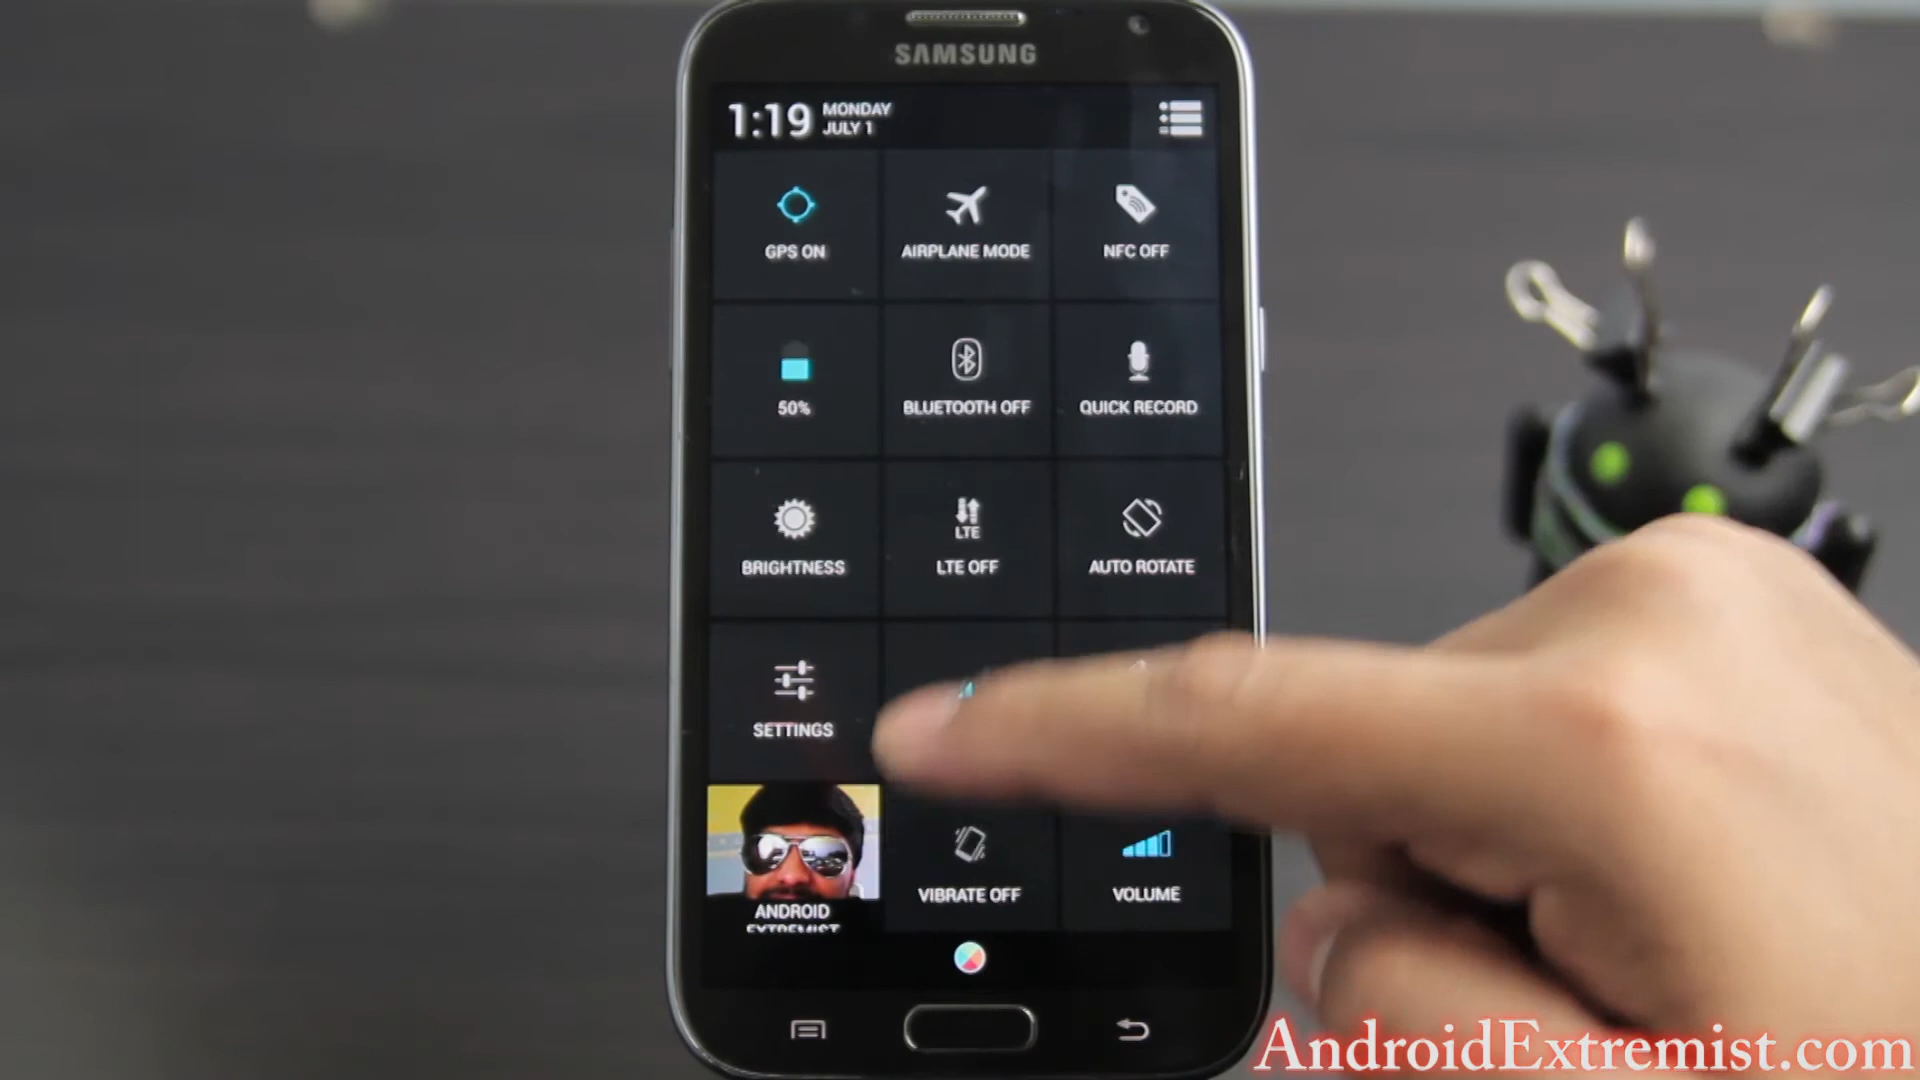 SAMSUNG
1:19 MONDAY
JULY 1
GPS ON
AIRPLANE MODE
NFC OFF
50%
BLUETOOTH OFF
QUICK RECORD
BRIGHTNESS
LTE
LTE OFF
AUTO ROTATE
SETTINGS
ANDROID
EXTREMIST
VIBRATE OFF
VOLUME
AndroidExtremist.com